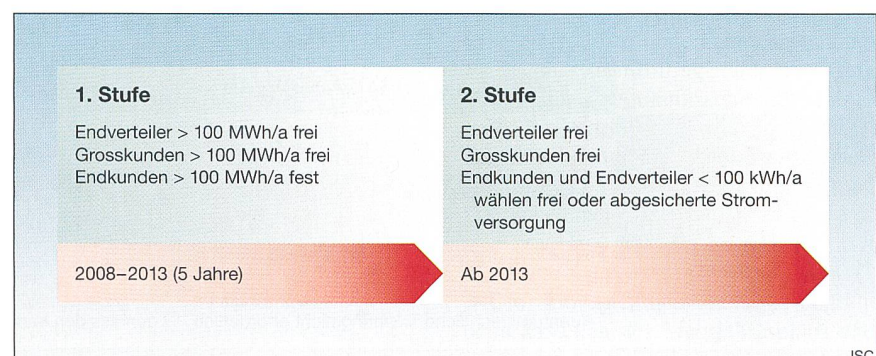 1. Stufe
Endverteiler > 100 MWh/a frei
Grosskunden > 100 MWh/a frei
Endkunden > 100 MWh/a fest
2008–2013 (5 Jahre)
2. Stufe
Endverteiler frei
Grosskunden frei
Endkunden und Endverteiler < 100 kWh/a
wählen frei oder abgesicherte Strom-
versorgung
Ab 2013